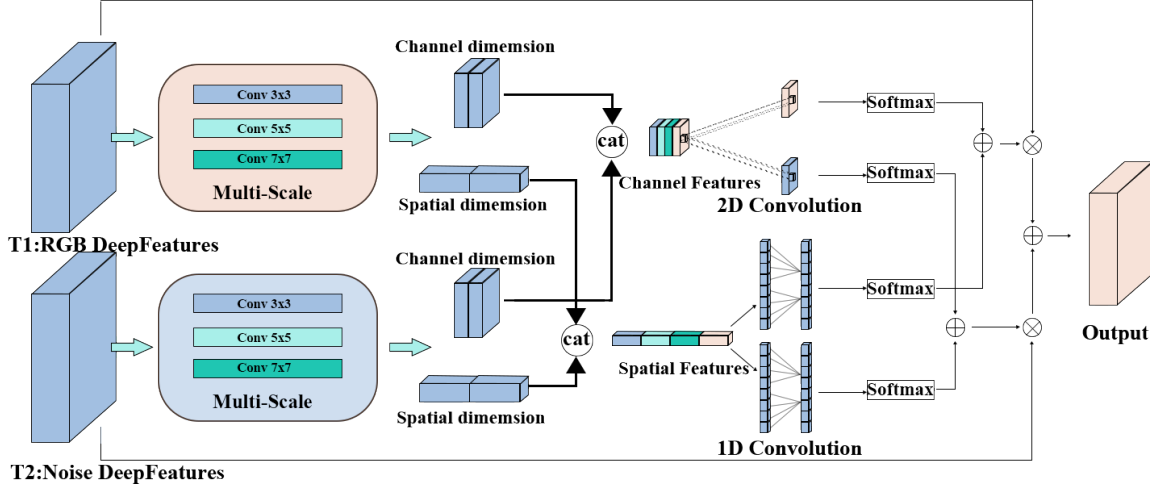 Channel dimemsion
Conv 3x3
Conv 5x5
Conv 7x7
Multi-Scale
Spatial dimemsion
T1:RGB DeepFeatures
cat
Channel Features
2D Convolution
Softmax
Softmax
Channel dimemsion
Conv 3x3
Conv 5x5
Conv 7x7
Multi-Scale
Spatial dimemsion
T2:Noise DeepFeatures
cat
Spatial Features
1D Convolution
Softmax
Softmax
Output